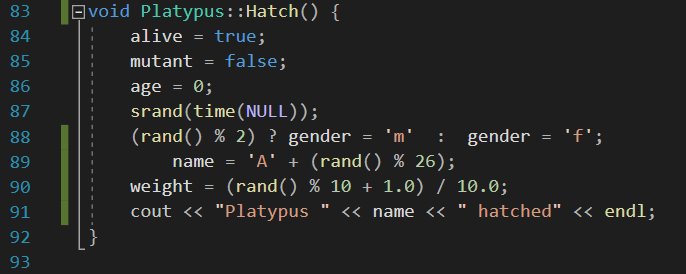 83 void Platypus::Hatch() {
84 alive = true;
85 mutant = false;
86 age = 0;
87 srand(time(NULL));
88 (rand() % 2) ? gender = 'm'  :  gender = 'f';
89 name = 'A' + (rand() % 26);
90 weight = (rand() % 10 + 1.0) / 10.0;
91 cout << "Platypus " << name << " hatched" << endl;
92 }
93